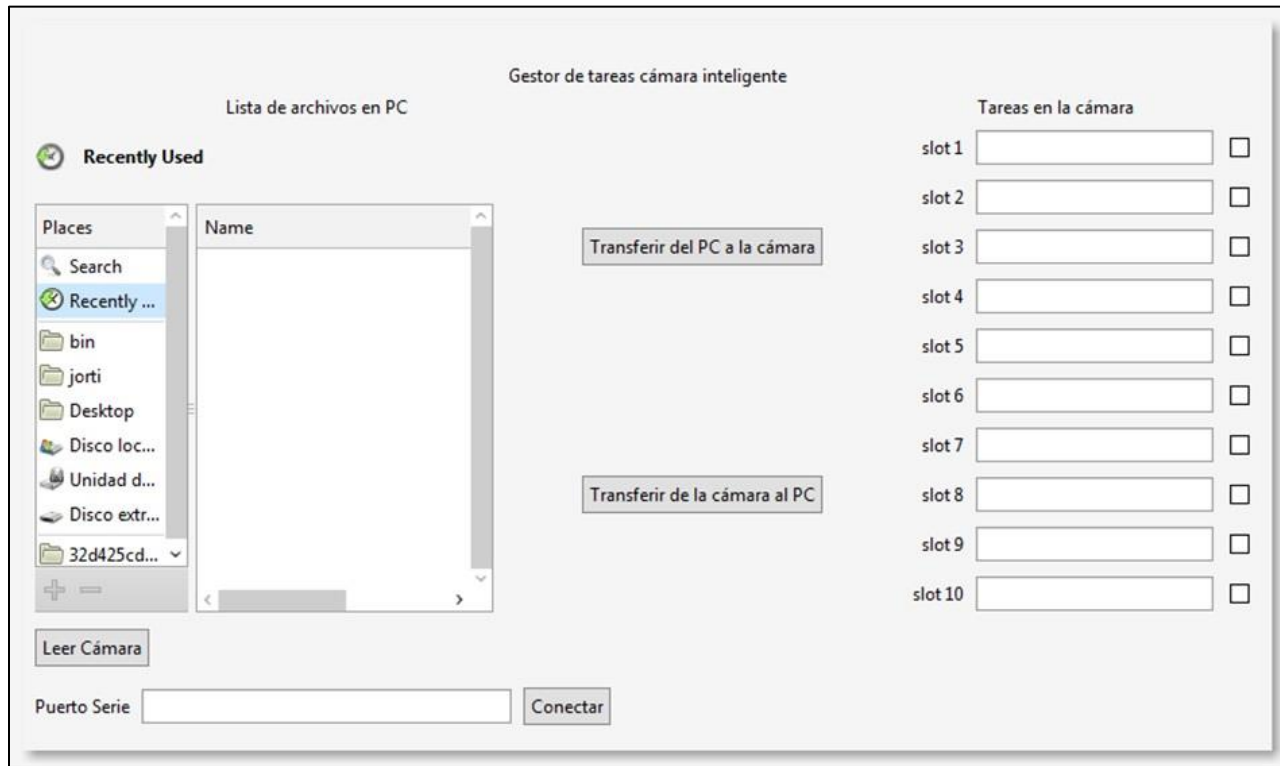 Gestor de tareas cámara inteligente
Lista de archivos en PC
Tareas en la cámara
Recently Used
Places
Name
Search
Recently ...
bin
jorti
Desktop
Disco loc...
Unidad d...
Disco extr...
32d425cd...
Transferir del PC a la cámara
Transferir de la cámara al PC
slot 1
slot 2
slot 3
slot 4
slot 5
slot 6
slot 7
slot 8
slot 9
slot 10
Leer Cámara
Puerto Serie
Conectar